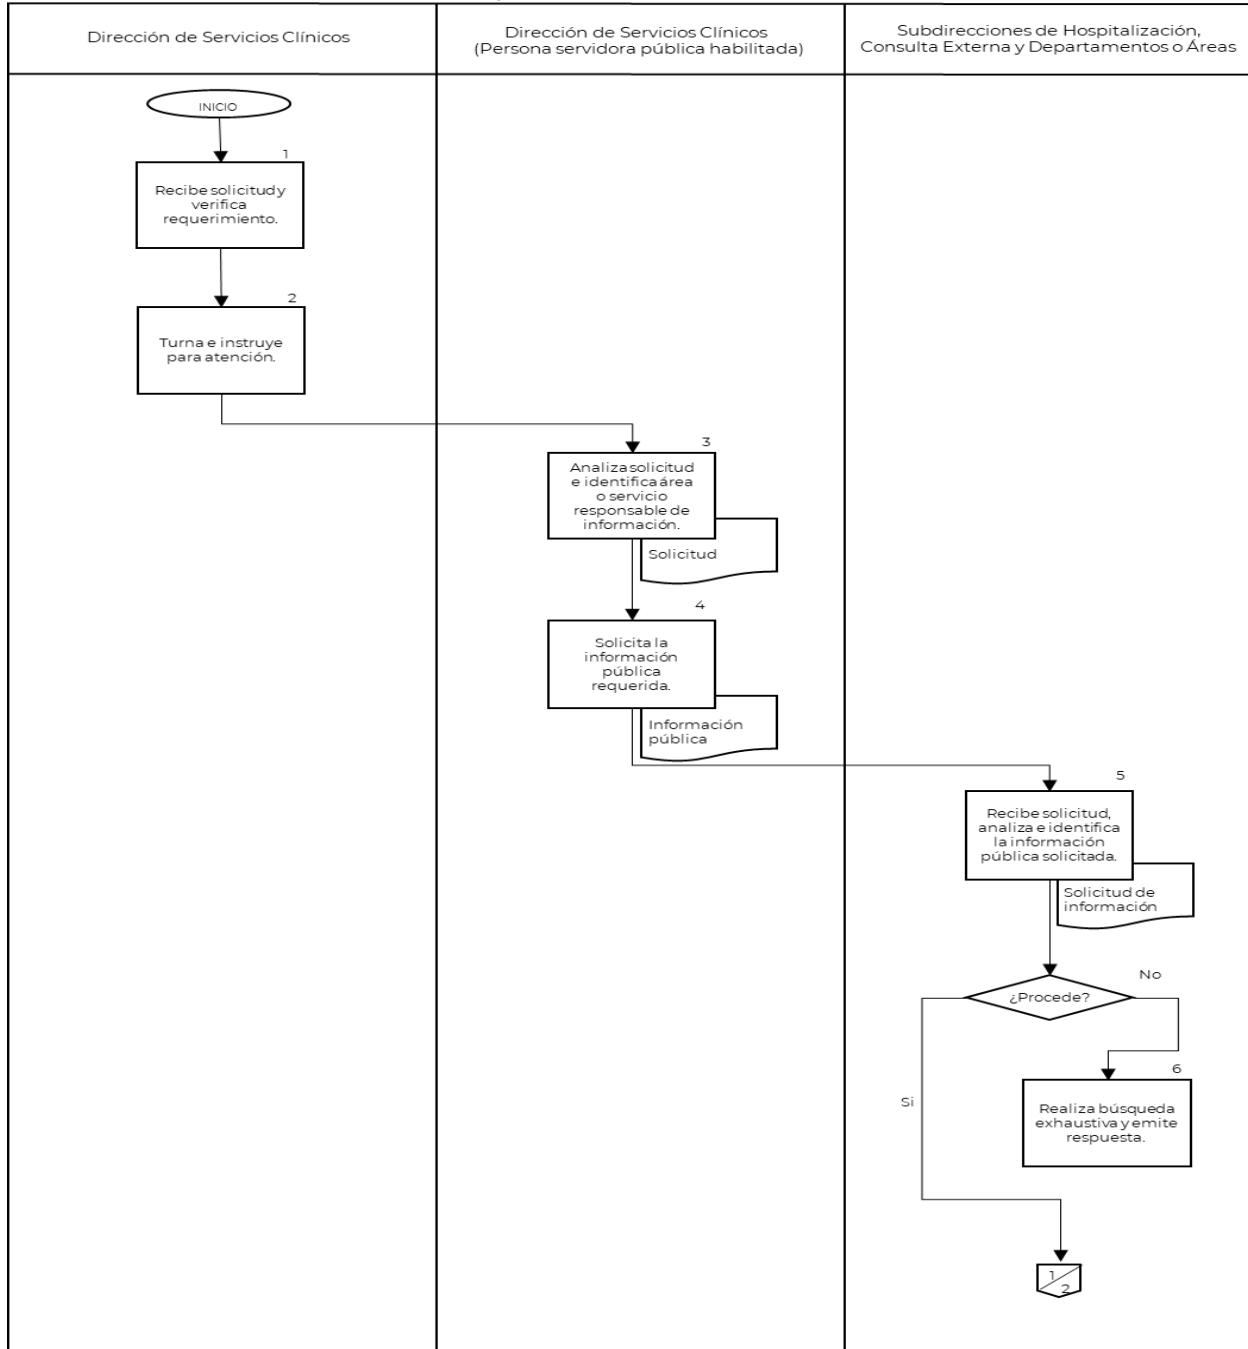 Dirección de Servicios Clínicos
Dirección de Servicios Clínicos
(Persona servidora pública habilitada)
Subdirecciones de Hospitalización,
Consulta Externa y Departamentos o Áreas
INICIO
1
Recibe solicitud y
verifica
requerimiento.
2
Turna e instruye
para atención.
3
Analiza solicitud
e identifica área
o servicio
responsable de
información.
Solicitud
4
Solicita la
información
pública
requerida.
Información
pública
5
Recibe solicitud,
analiza e identifica
la información
pública solicitada.
Solicitud de
información
¿Procede?
No
Si
6
Realiza búsqueda
exhaustiva y emite
respuesta.
1
2